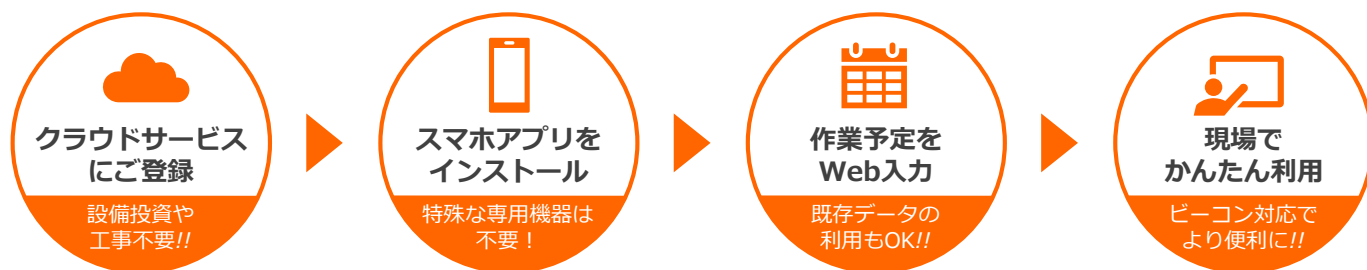 クラウドサービス
にご登録
設備投資や
工事不要!!
スマホアプリを
インストール
特殊な専用機器は
不要！
作業予定を
Web入力
既存データの
利用もOK!!
現場で
かんたん利用
ビーコン対応で
より便利に!!